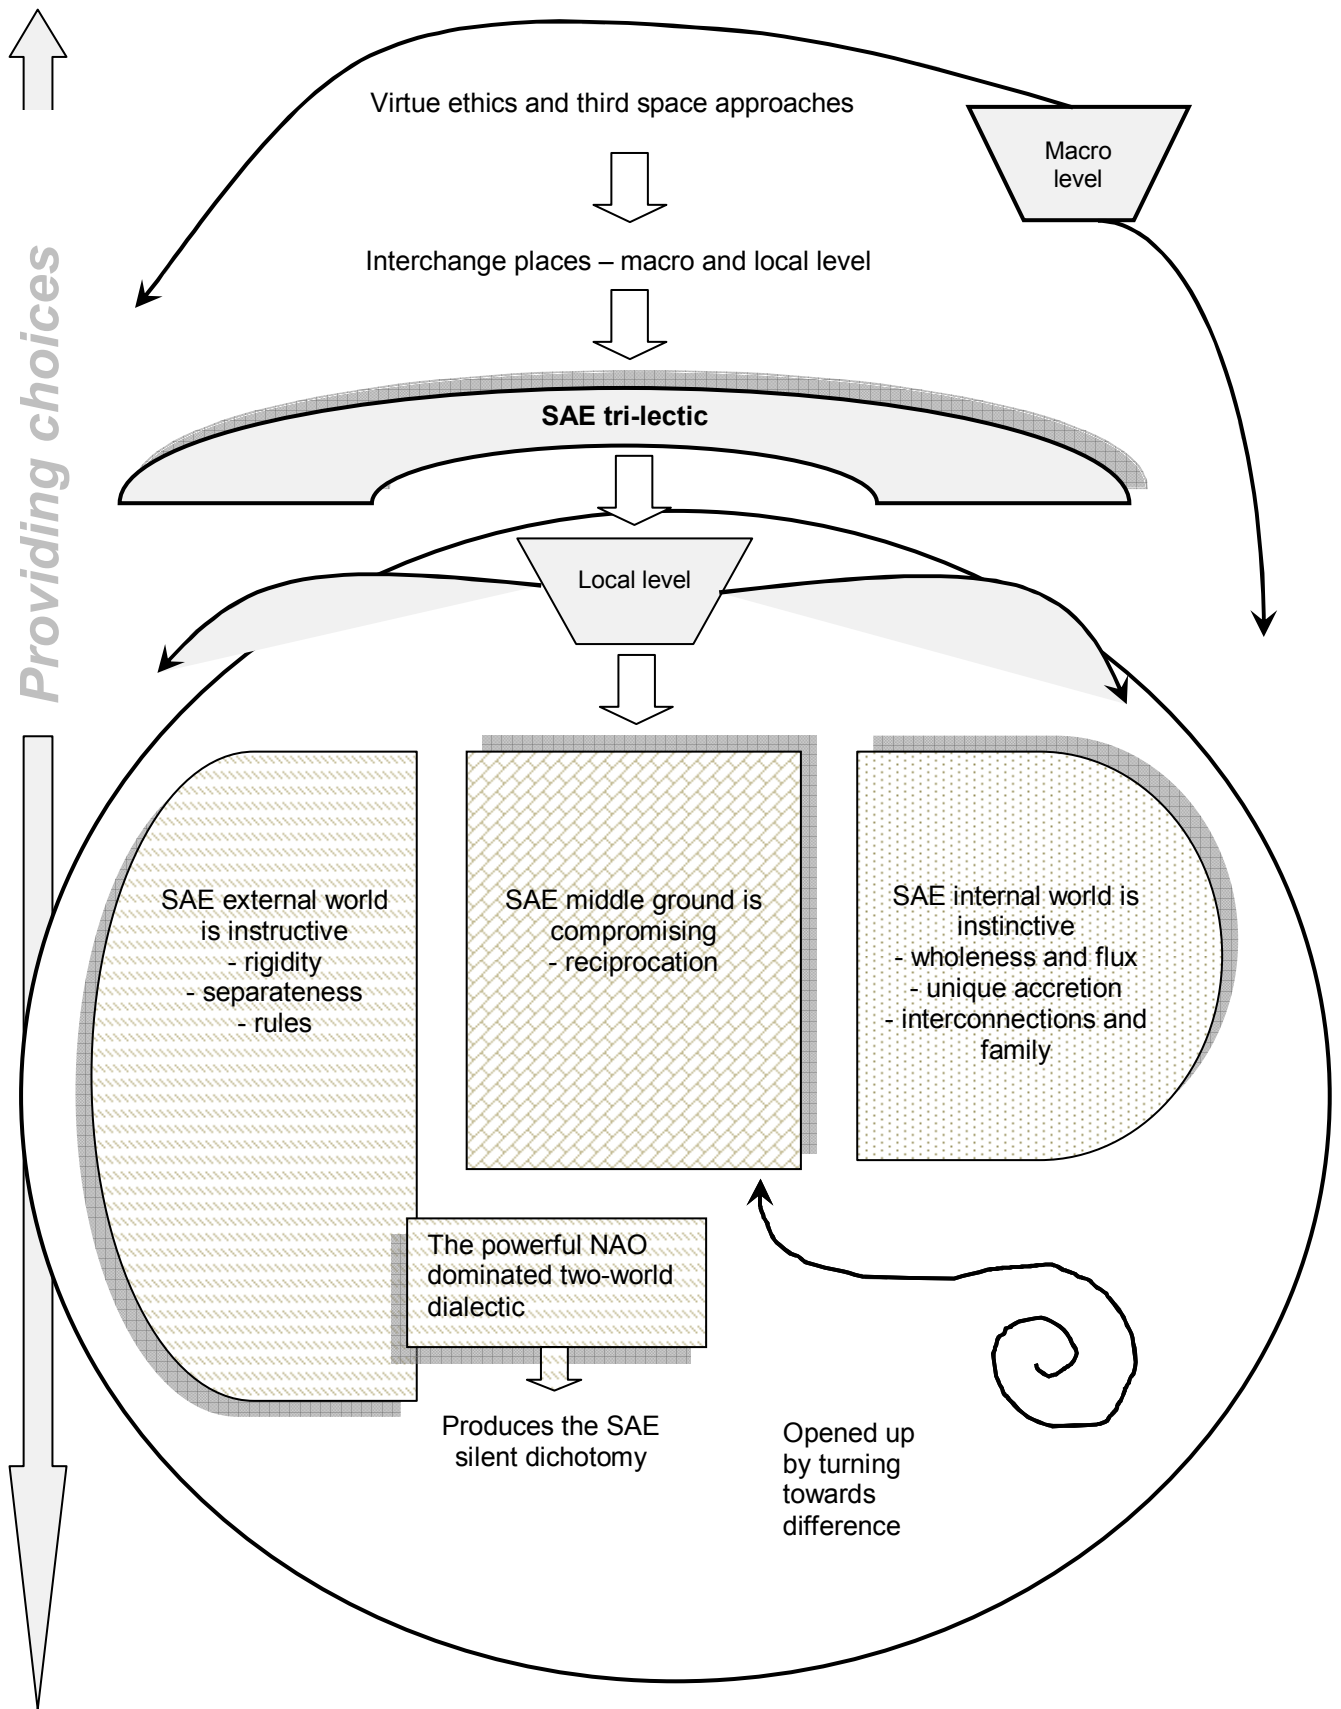 Virtue ethics and third space approaches
Macro
level
Interchange places – macro and local level
Providing choices
SAE tri-lectic
Local level
SAE external world
is instructive
- rigidity
- separateness
- rules
SAE middle ground is
compromising
- reciprocation
SAE internal world is
instinctive
- wholeness and flux
- unique accretion
- interconnections and
family
The powerful NAO
dominated two-world
dialectic
Produces the SAE
silent dichotomy
Opened up
by turning
towards
difference